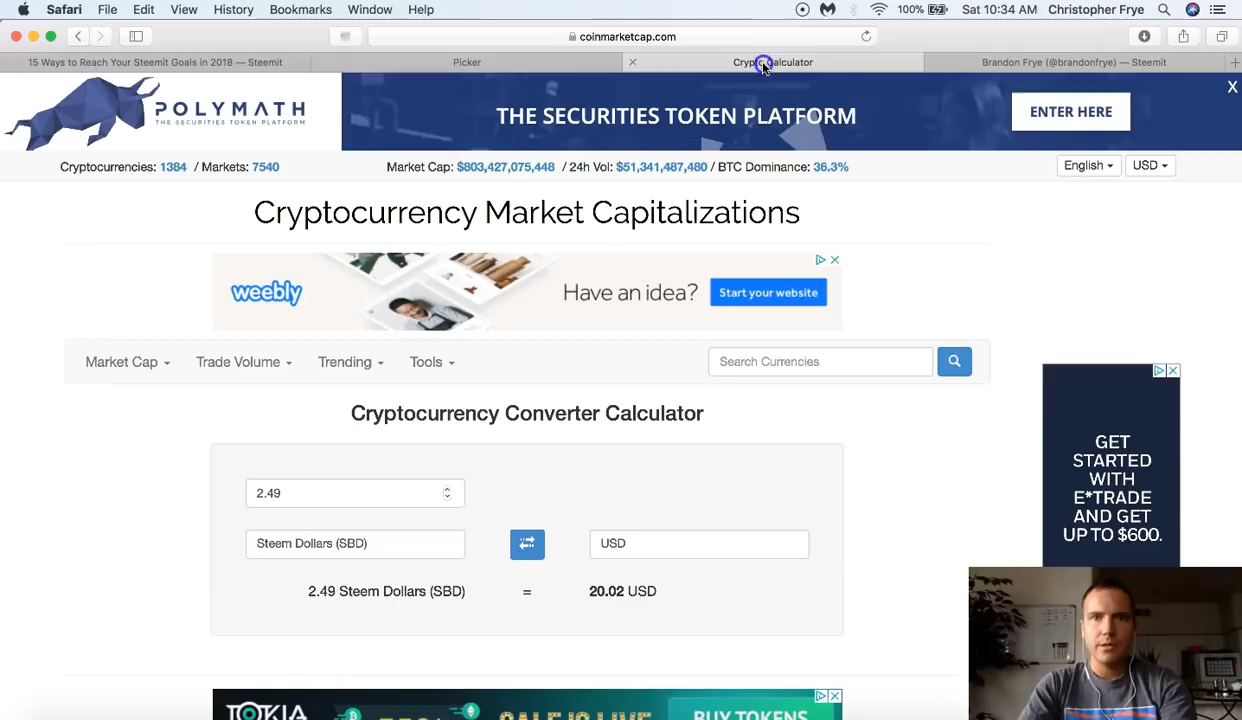 Safari File Edit View History Bookmarks Window Help 100% Sat 10:34 AM Christopher Frye
coinmarketcap.com
15 Ways to Reach Your Steemit Goals in 2018 — Steemit Picker Crypto Calculator Brandon Frye (@brandonfrye) — Steemit
POLYMATH
THE SECURITIES TOKEN PLATFORM
THE SECURITIES TOKEN PLATFORM
ENTER HERE
X
Cryptocurrencies: 1384 / Markets: 7540 Market Cap: $803,427,075,448 / 24h Vol: $51,341,487,480 / BTC Dominance: 36.3% English USD
Cryptocurrency Market Capitalizations
weebly Have an idea? Start your website
Market Cap Trade Volume Trending Tools Search Currencies
Cryptocurrency Converter Calculator
2.49
Steem Dollars (SBD) USD
2.49 Steem Dollars (SBD) = 20.02 USD
GET
STARTED
WITH
E*TRADE
AND GET
UP TO $600.
TOKIA SALE IS LIVE BUY TOKENS